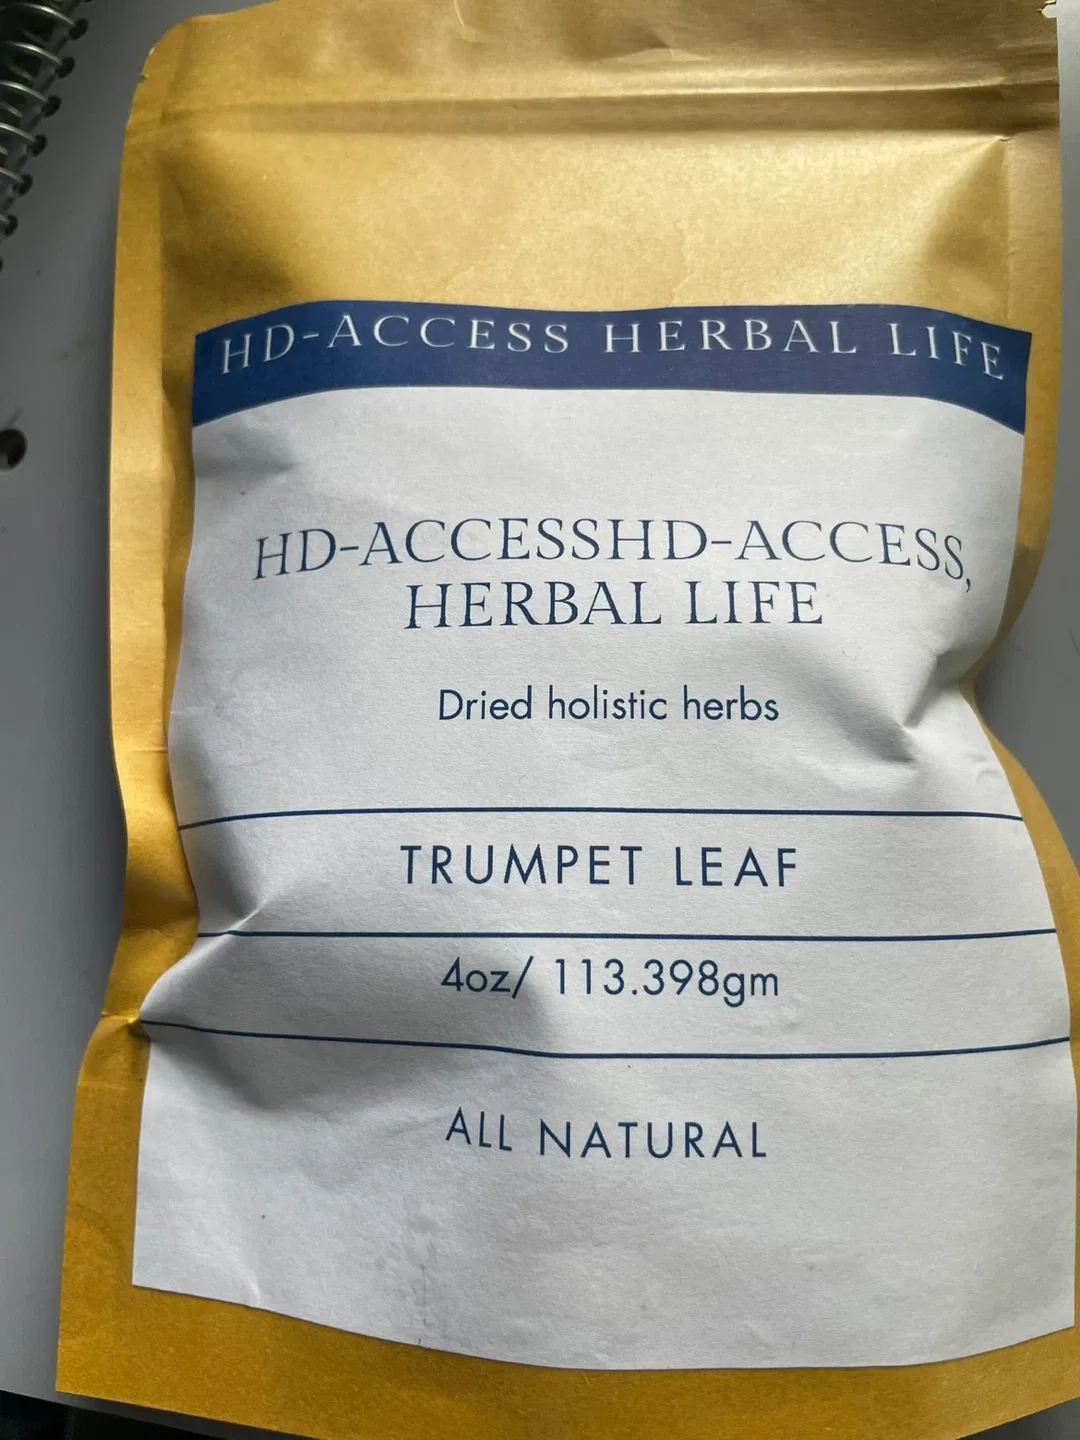 HD-ACCESS HERBAL LIFE
HD-ACCESSHD-ACCESS,
HERBAL LIFE
Dried holistic herbs
TRUMPET LEAF
4oz/ 113.398gm
ALL NATURAL